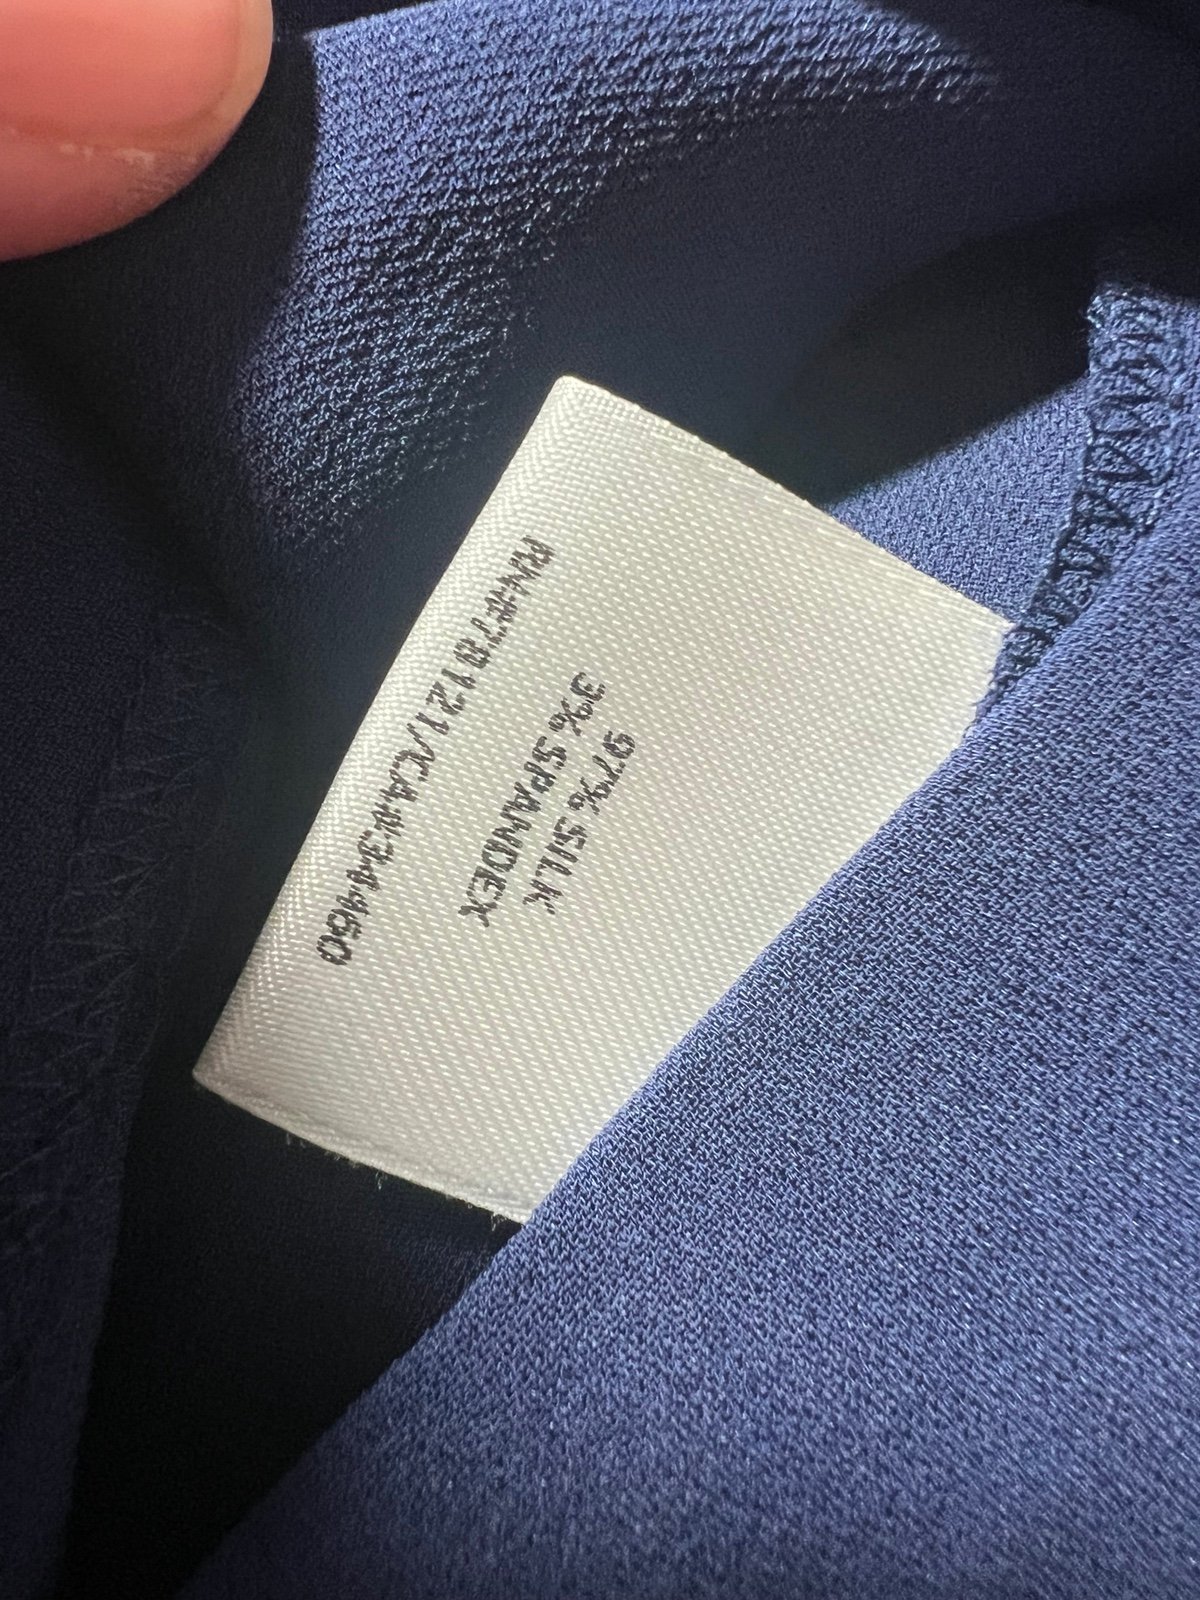 97% SILK
3% SPANDEX
RN#78121/CA#34460